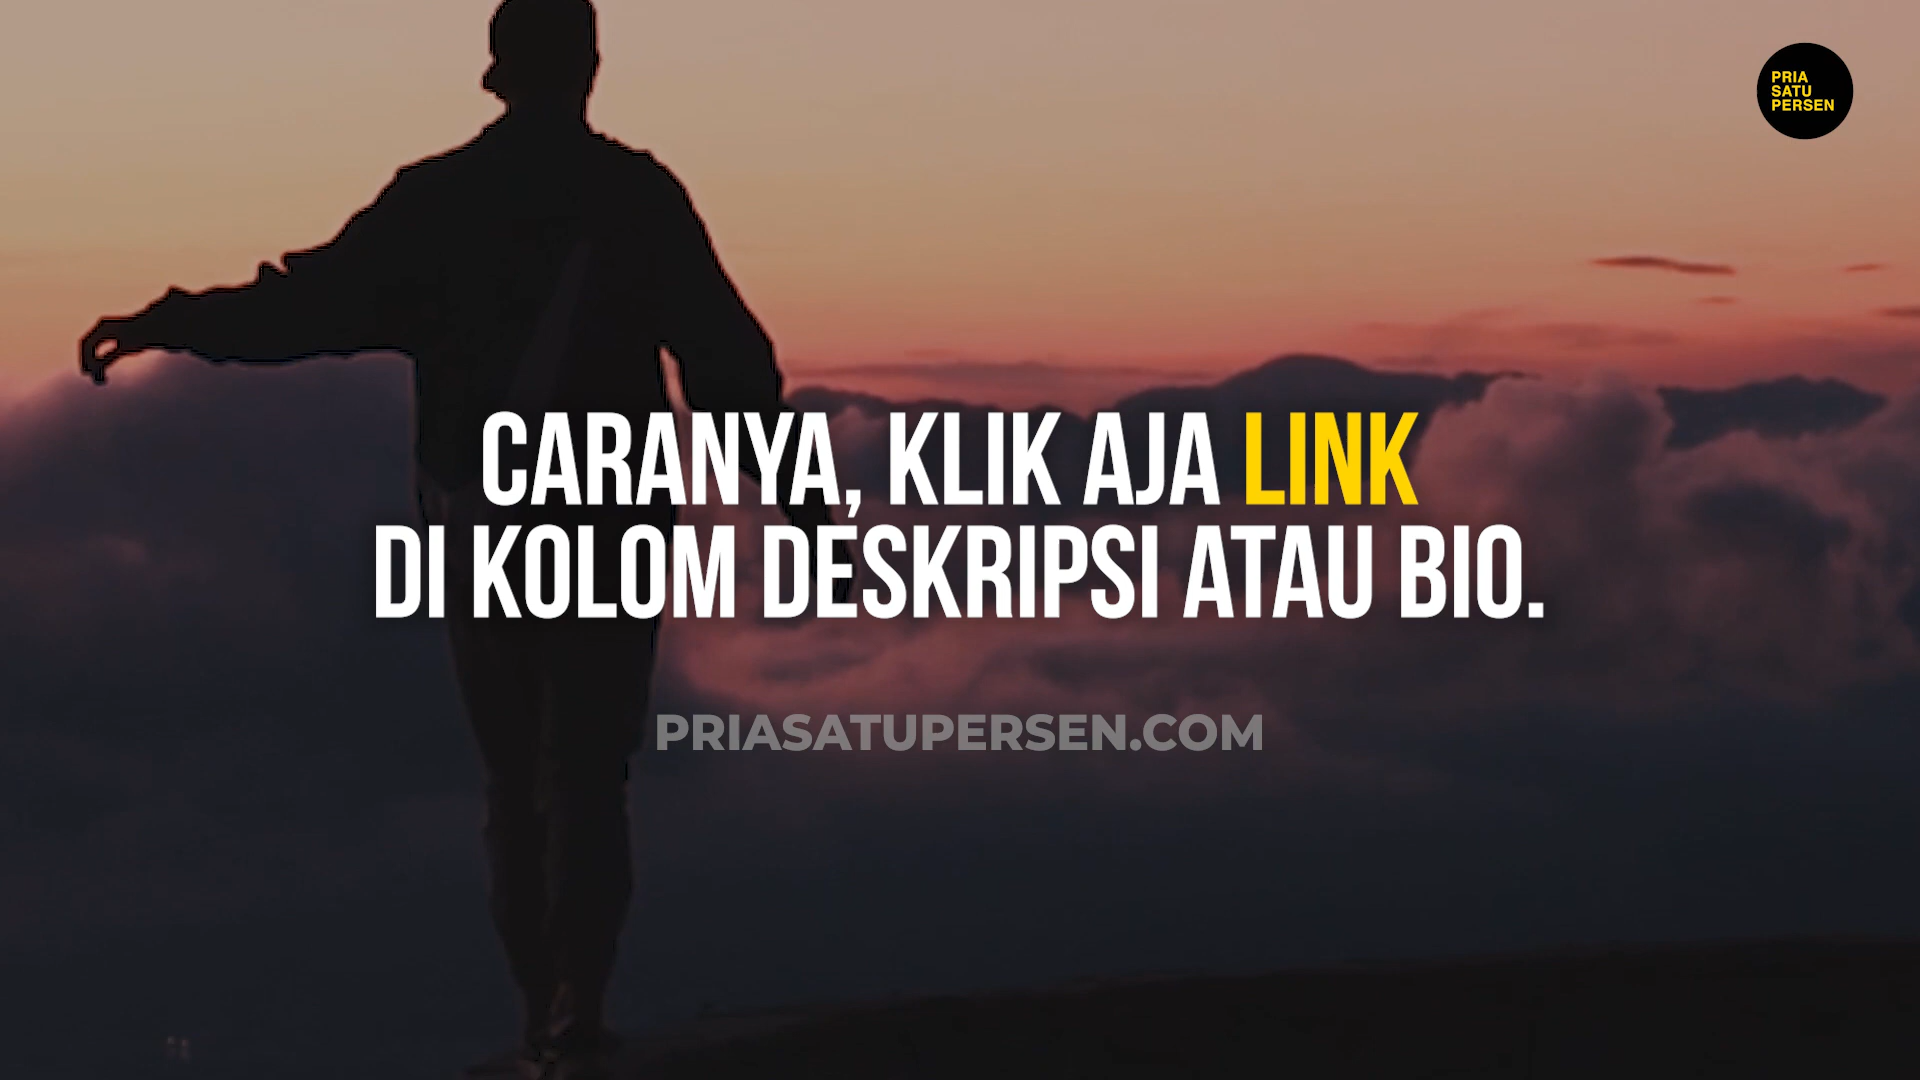 PRIA
SATU
PERSEN
CARANYA, KLIK AJA LINK
DI KOLOM DESKRIPSI ATAU BIO.
PRIASATUPERSEN.COM